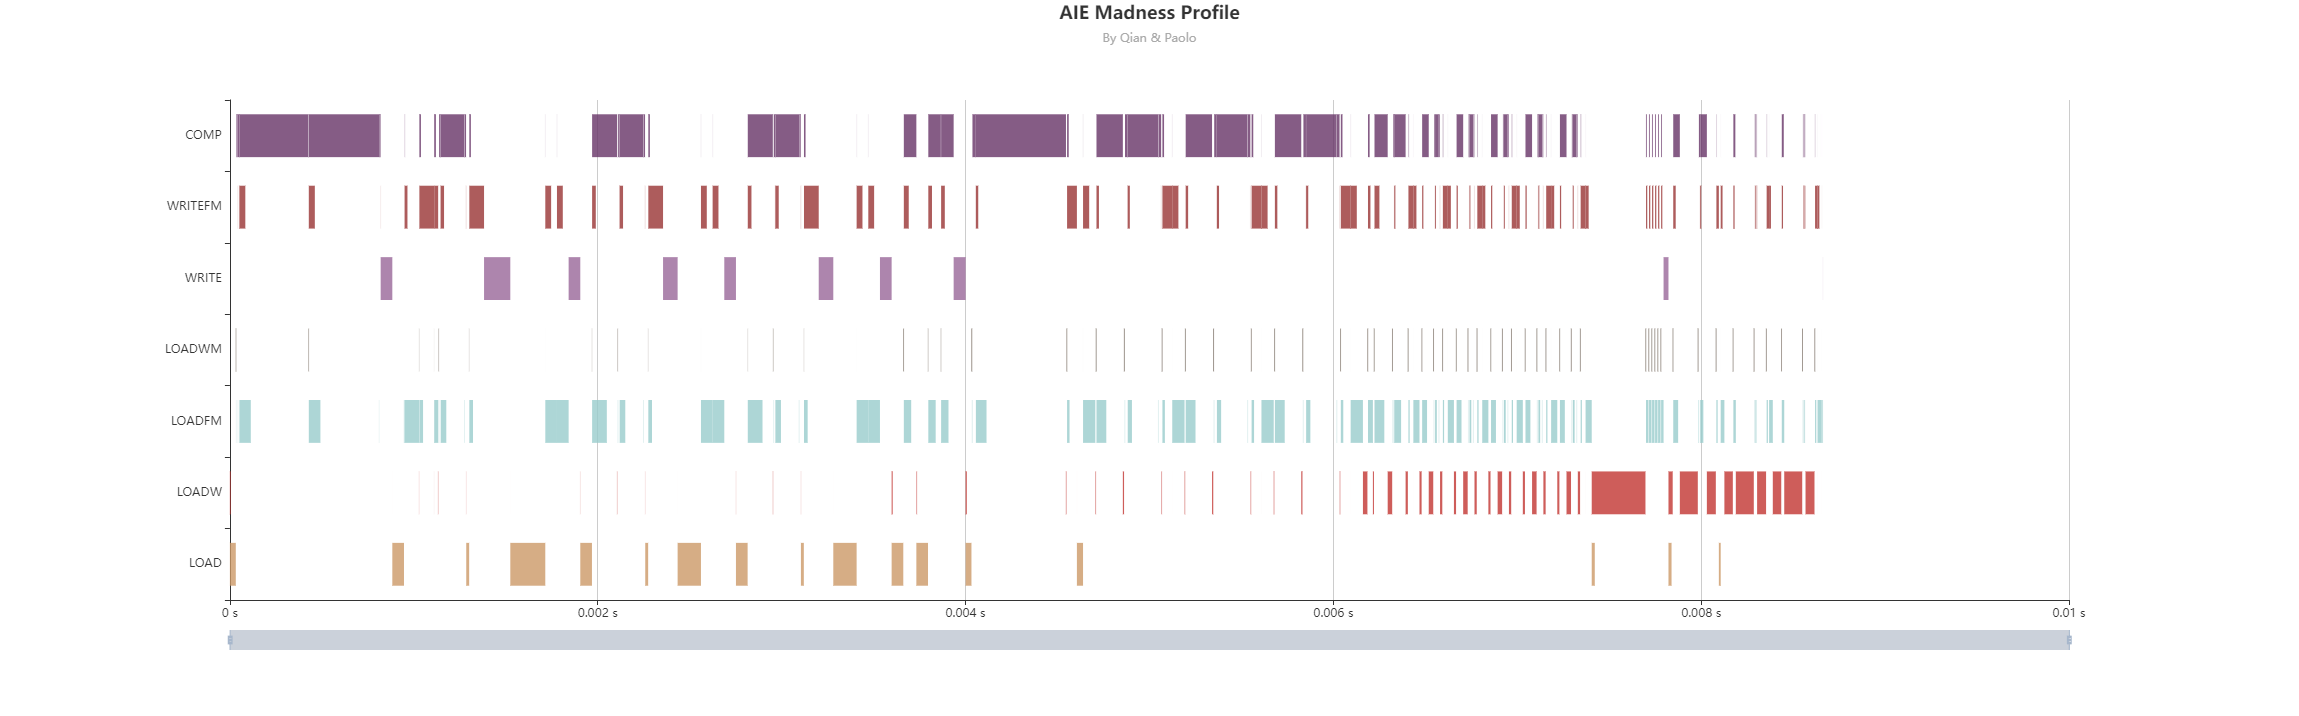 AIE Madness Profile
By Qian & Paolo
COMP
WRITEFM
WRITE
LOADWM
LOADFM
LOADW
LOAD
0 s
0.002 s
0.004 s
0.006 s
0.008 s
0.01 s